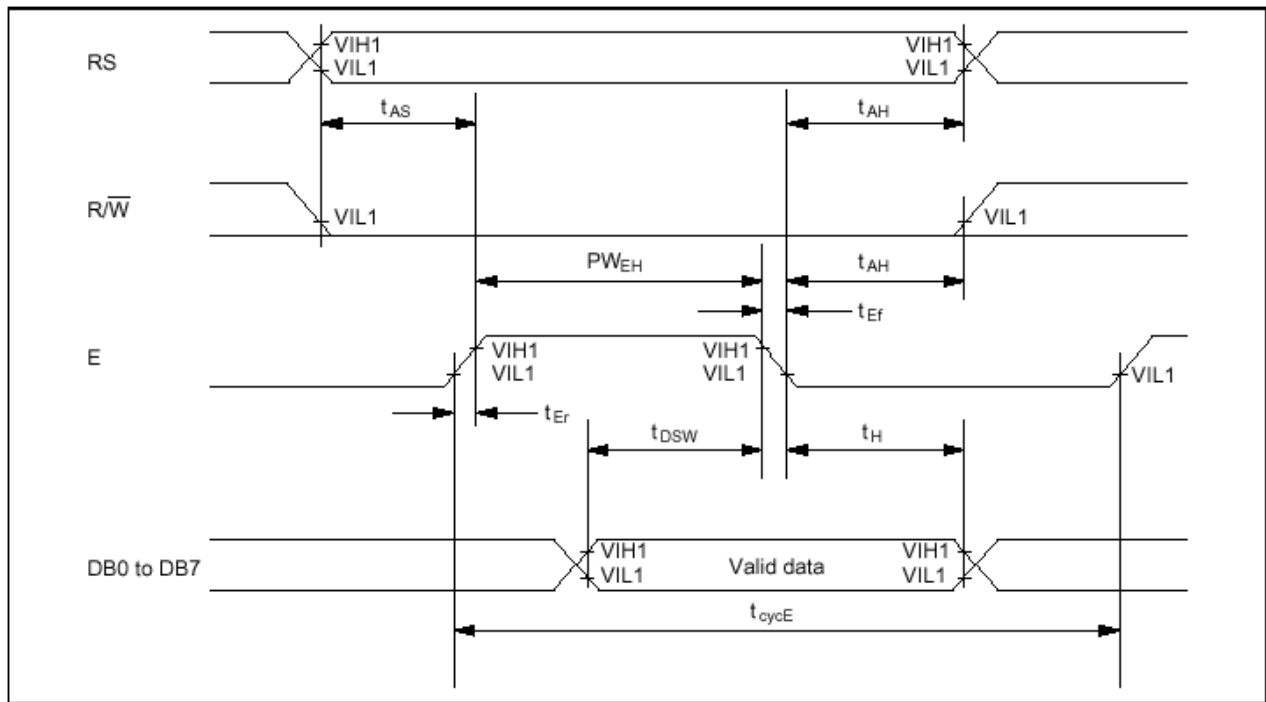 RS
VIH1
VIL1
VIH1
VIL1
tAS
tAH
R/W̅
VIL1
VIL1
PWEH
tAH
tEf
E
VIH1
VIL1
VIH1
VIL1
VIL1
tEr
tDSW
tH
DB0 to DB7
VIH1
VIL1
Valid data
VIH1
VIL1
tcycE